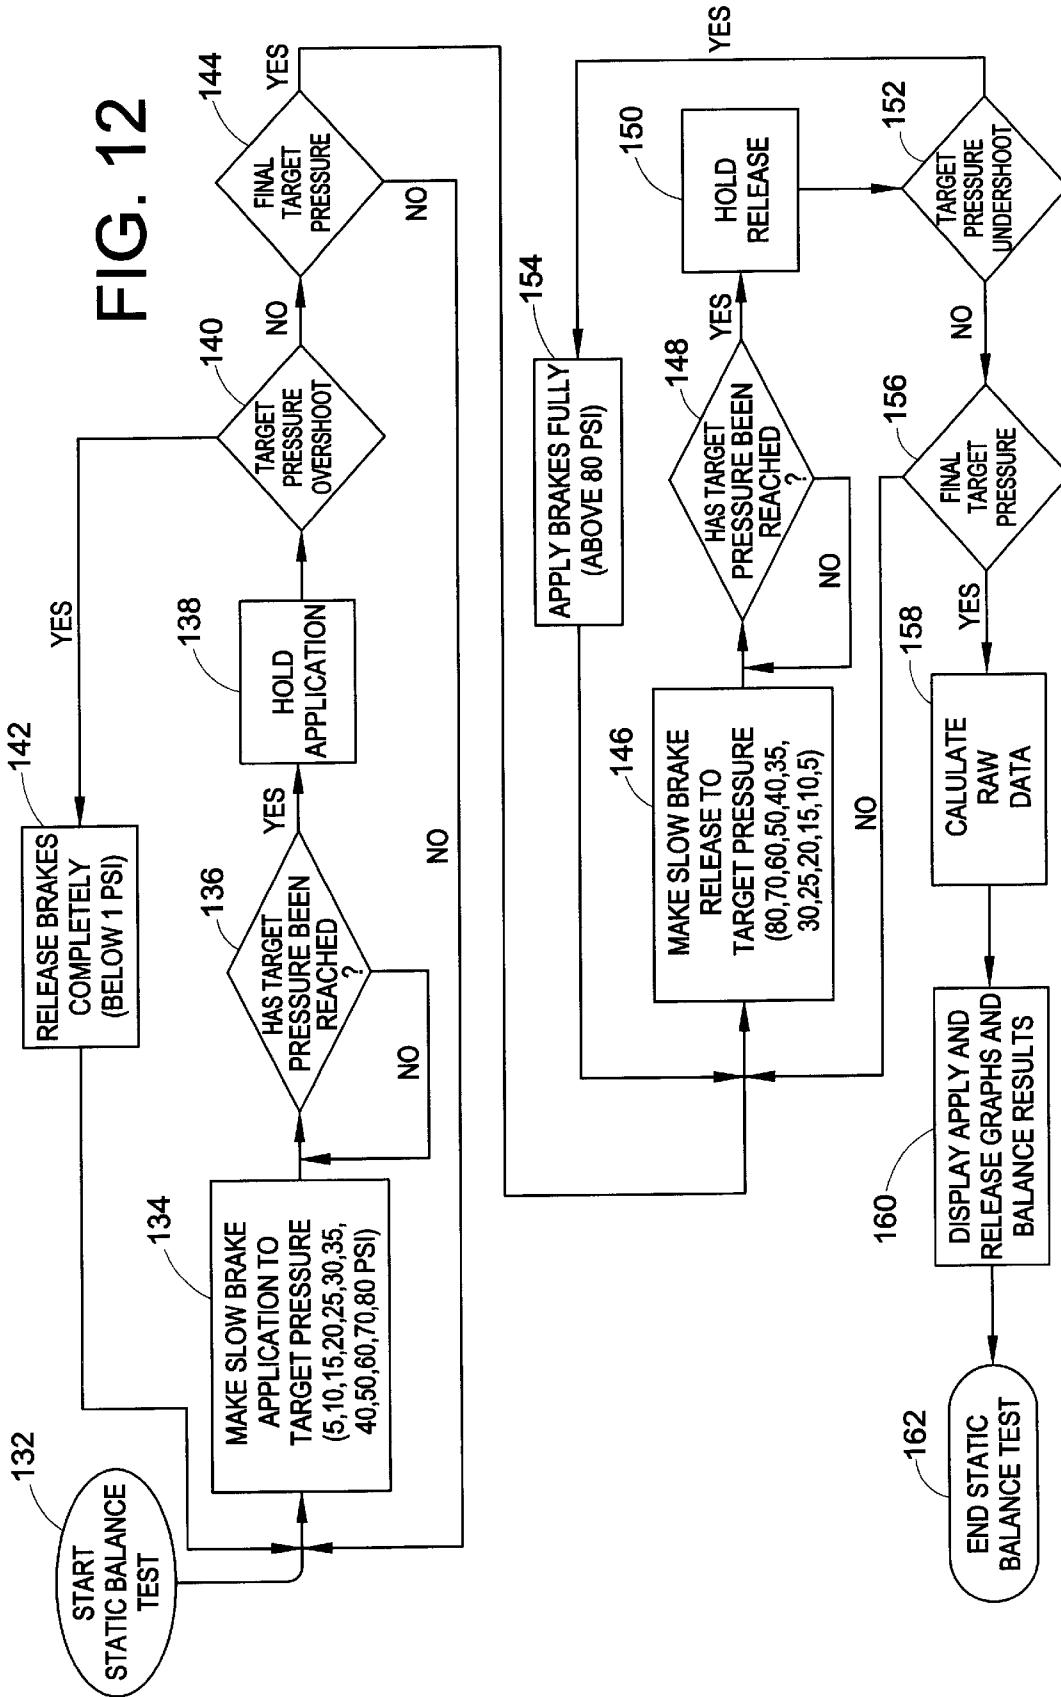 FIG. 12
132
START
STATIC BALANCE
TEST
134
MAKE SLOW BRAKE
APPLICATION TO
TARGET PRESSURE
(5,10,15,20,25,30,35,
40,50,60,70,80 PSI)
136
HAS TARGET
PRESSURE BEEN
REACHED
?
NO
YES
138
HOLD
APPLICATION
140
TARGET
PRESSURE
OVERSHOOT
YES
142
RELEASE BRAKES
COMPLETELY
(BELOW 1 PSI)
NO
144
FINAL
TARGET
PRESSURE
YES
NO
NO
146
MAKE SLOW BRAKE
RELEASE TO
TARGET PRESSURE
(80,70,60,50,40,35,
30,25,20,15,10,5)
148
HAS TARGET
PRESSURE BEEN
REACHED
?
NO
YES
150
HOLD
RELEASE
152
TARGET
PRESSURE
UNDERSHOOT
YES
154
APPLY BRAKES FULLY
(ABOVE 80 PSI)
NO
156
FINAL
TARGET
PRESSURE
NO
YES
158
CALULATE
RAW
DATA
160
DISPLAY APPLY AND
RELEASE GRAPHS AND
BALANCE RESULTS
162
END STATIC
BALANCE TEST